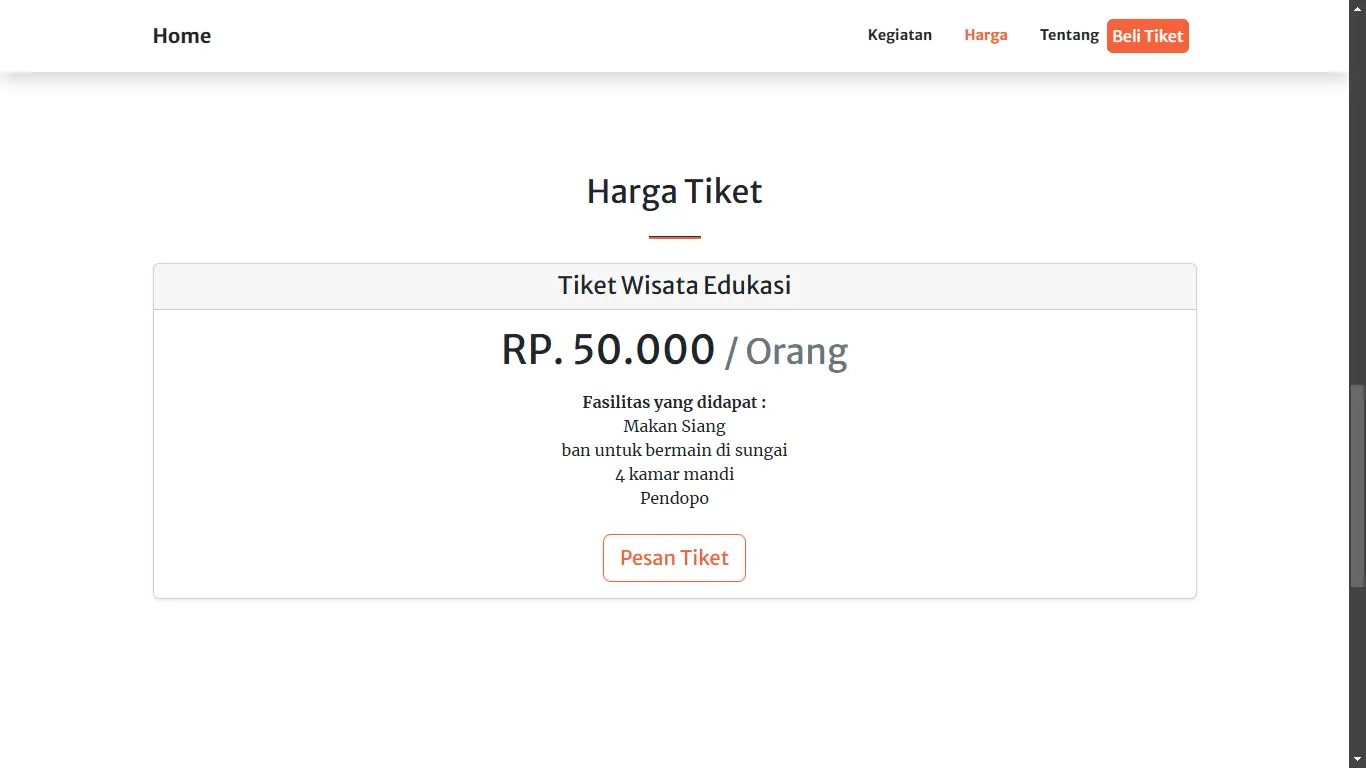 Home
Kegiatan Harga Tentang Beli Tiket
Harga Tiket
Tiket Wisata Edukasi
RP. 50.000 / Orang
Fasilitas yang didapat :
Makan Siang
ban untuk bermain di sungai
4 kamar mandi
Pendopo
Pesan Tiket